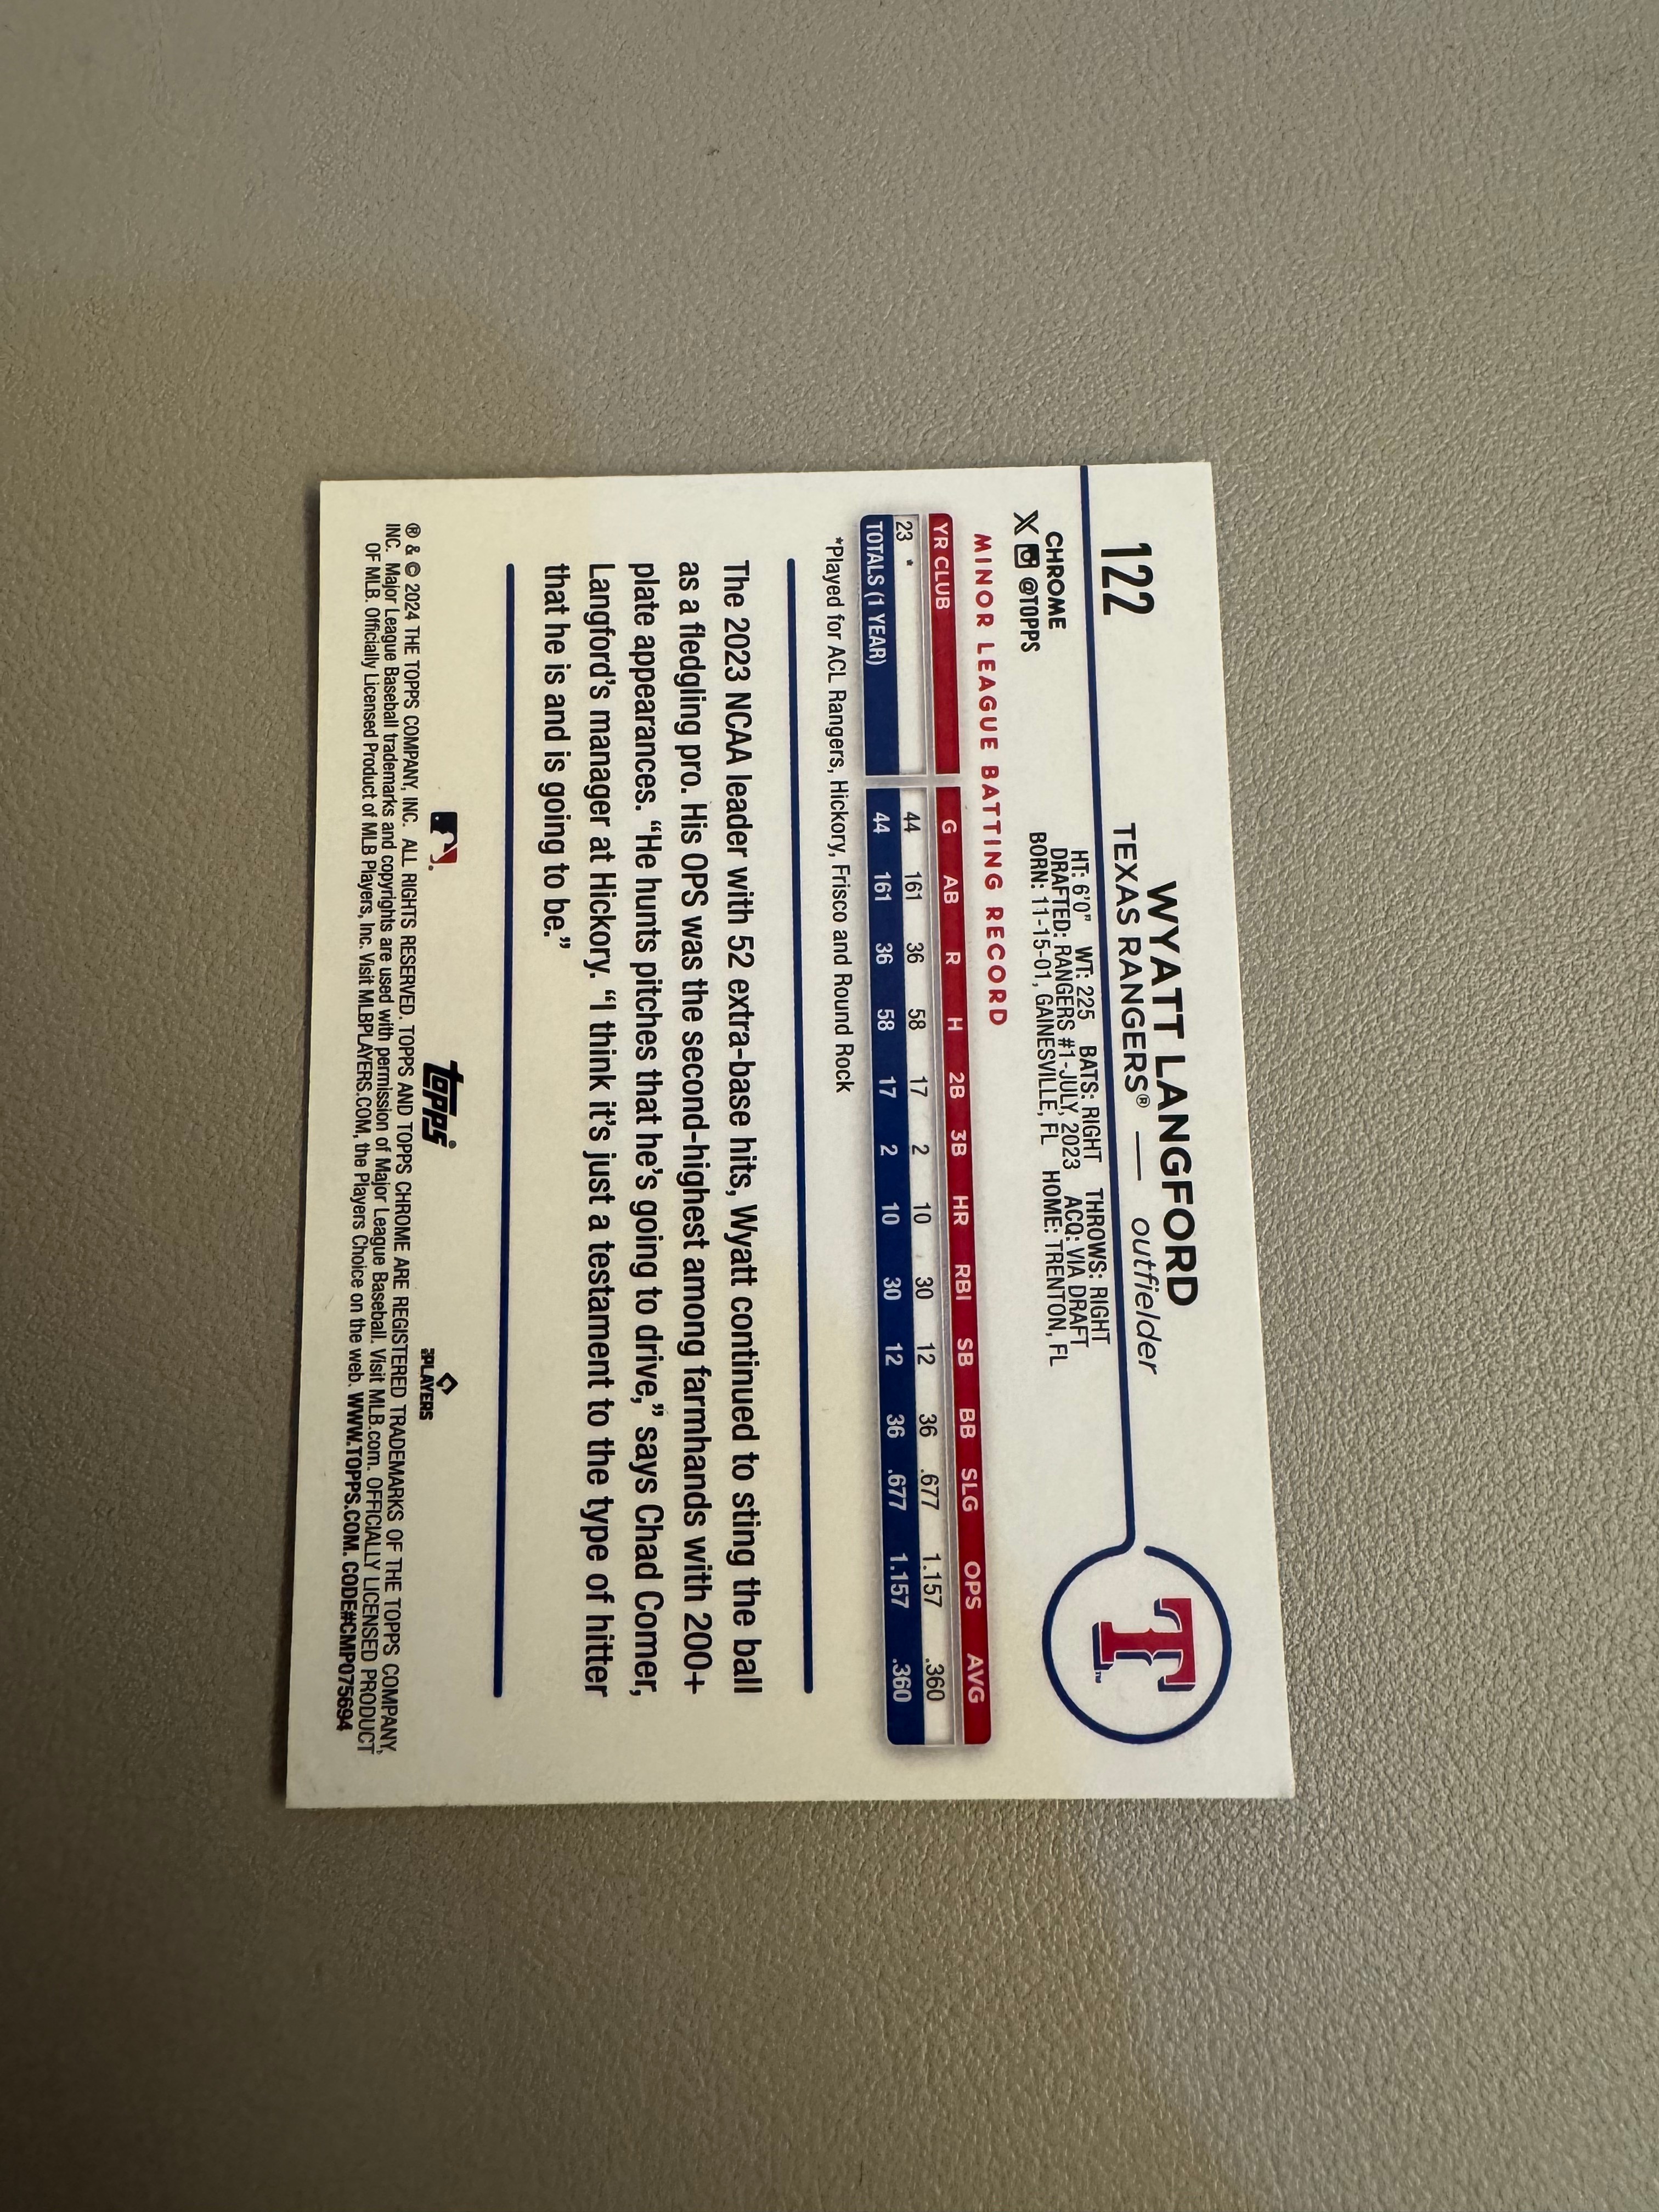 122
WYATT LANGFORD
TEXAS RANGERS® — outfielder
T
TM
CHROME
X @TOPPS
HT: 6'0" WT: 225 BATS: RIGHT THROWS: RIGHT
DRAFTED: RANGERS #1-JULY, 2023 ACQ: VIA DRAFT
BORN: 11-15-01, GAINESVILLE, FL HOME: TRENTON, FL
MINOR LEAGUE BATTING RECORD
YR CLUB G AB R H 2B 3B HR RBI SB BB SLG OPS AVG
23 * 44 161 36 58 17 2 10 30 12 36 .677 1.157 .360
TOTALS (1 YEAR) 44 161 36 58 17 2 10 30 12 36 .677 1.157 .360
*Played for ACL Rangers, Hickory, Frisco and Round Rock
The 2023 NCAA leader with 52 extra-base hits, Wyatt continued to sting the ball
as a fledgling pro. His OPS was the second-highest among farmhands with 200+
plate appearances. “He hunts pitches that he’s going to drive,” says Chad Comer,
Langford’s manager at Hickory. “I think it’s just a testament to the type of hitter
that he is and is going to be.”
topps
PLAYERS
® & © 2024 THE TOPPS COMPANY, INC. ALL RIGHTS RESERVED. TOPPS AND TOPPS CHROME ARE REGISTERED TRADEMARKS OF THE TOPPS COMPANY,
INC. Major League Baseball trademarks and copyrights are used with permission of Major League Baseball. Visit MLB.com. OFFICIALLY LICENSED PRODUCT
OF MLB. Officially Licensed Product of MLB Players, Inc. Visit MLBPLAYERS.COM, the Players Choice on the web. WWW.TOPPS.COM. CODE#CMP075694